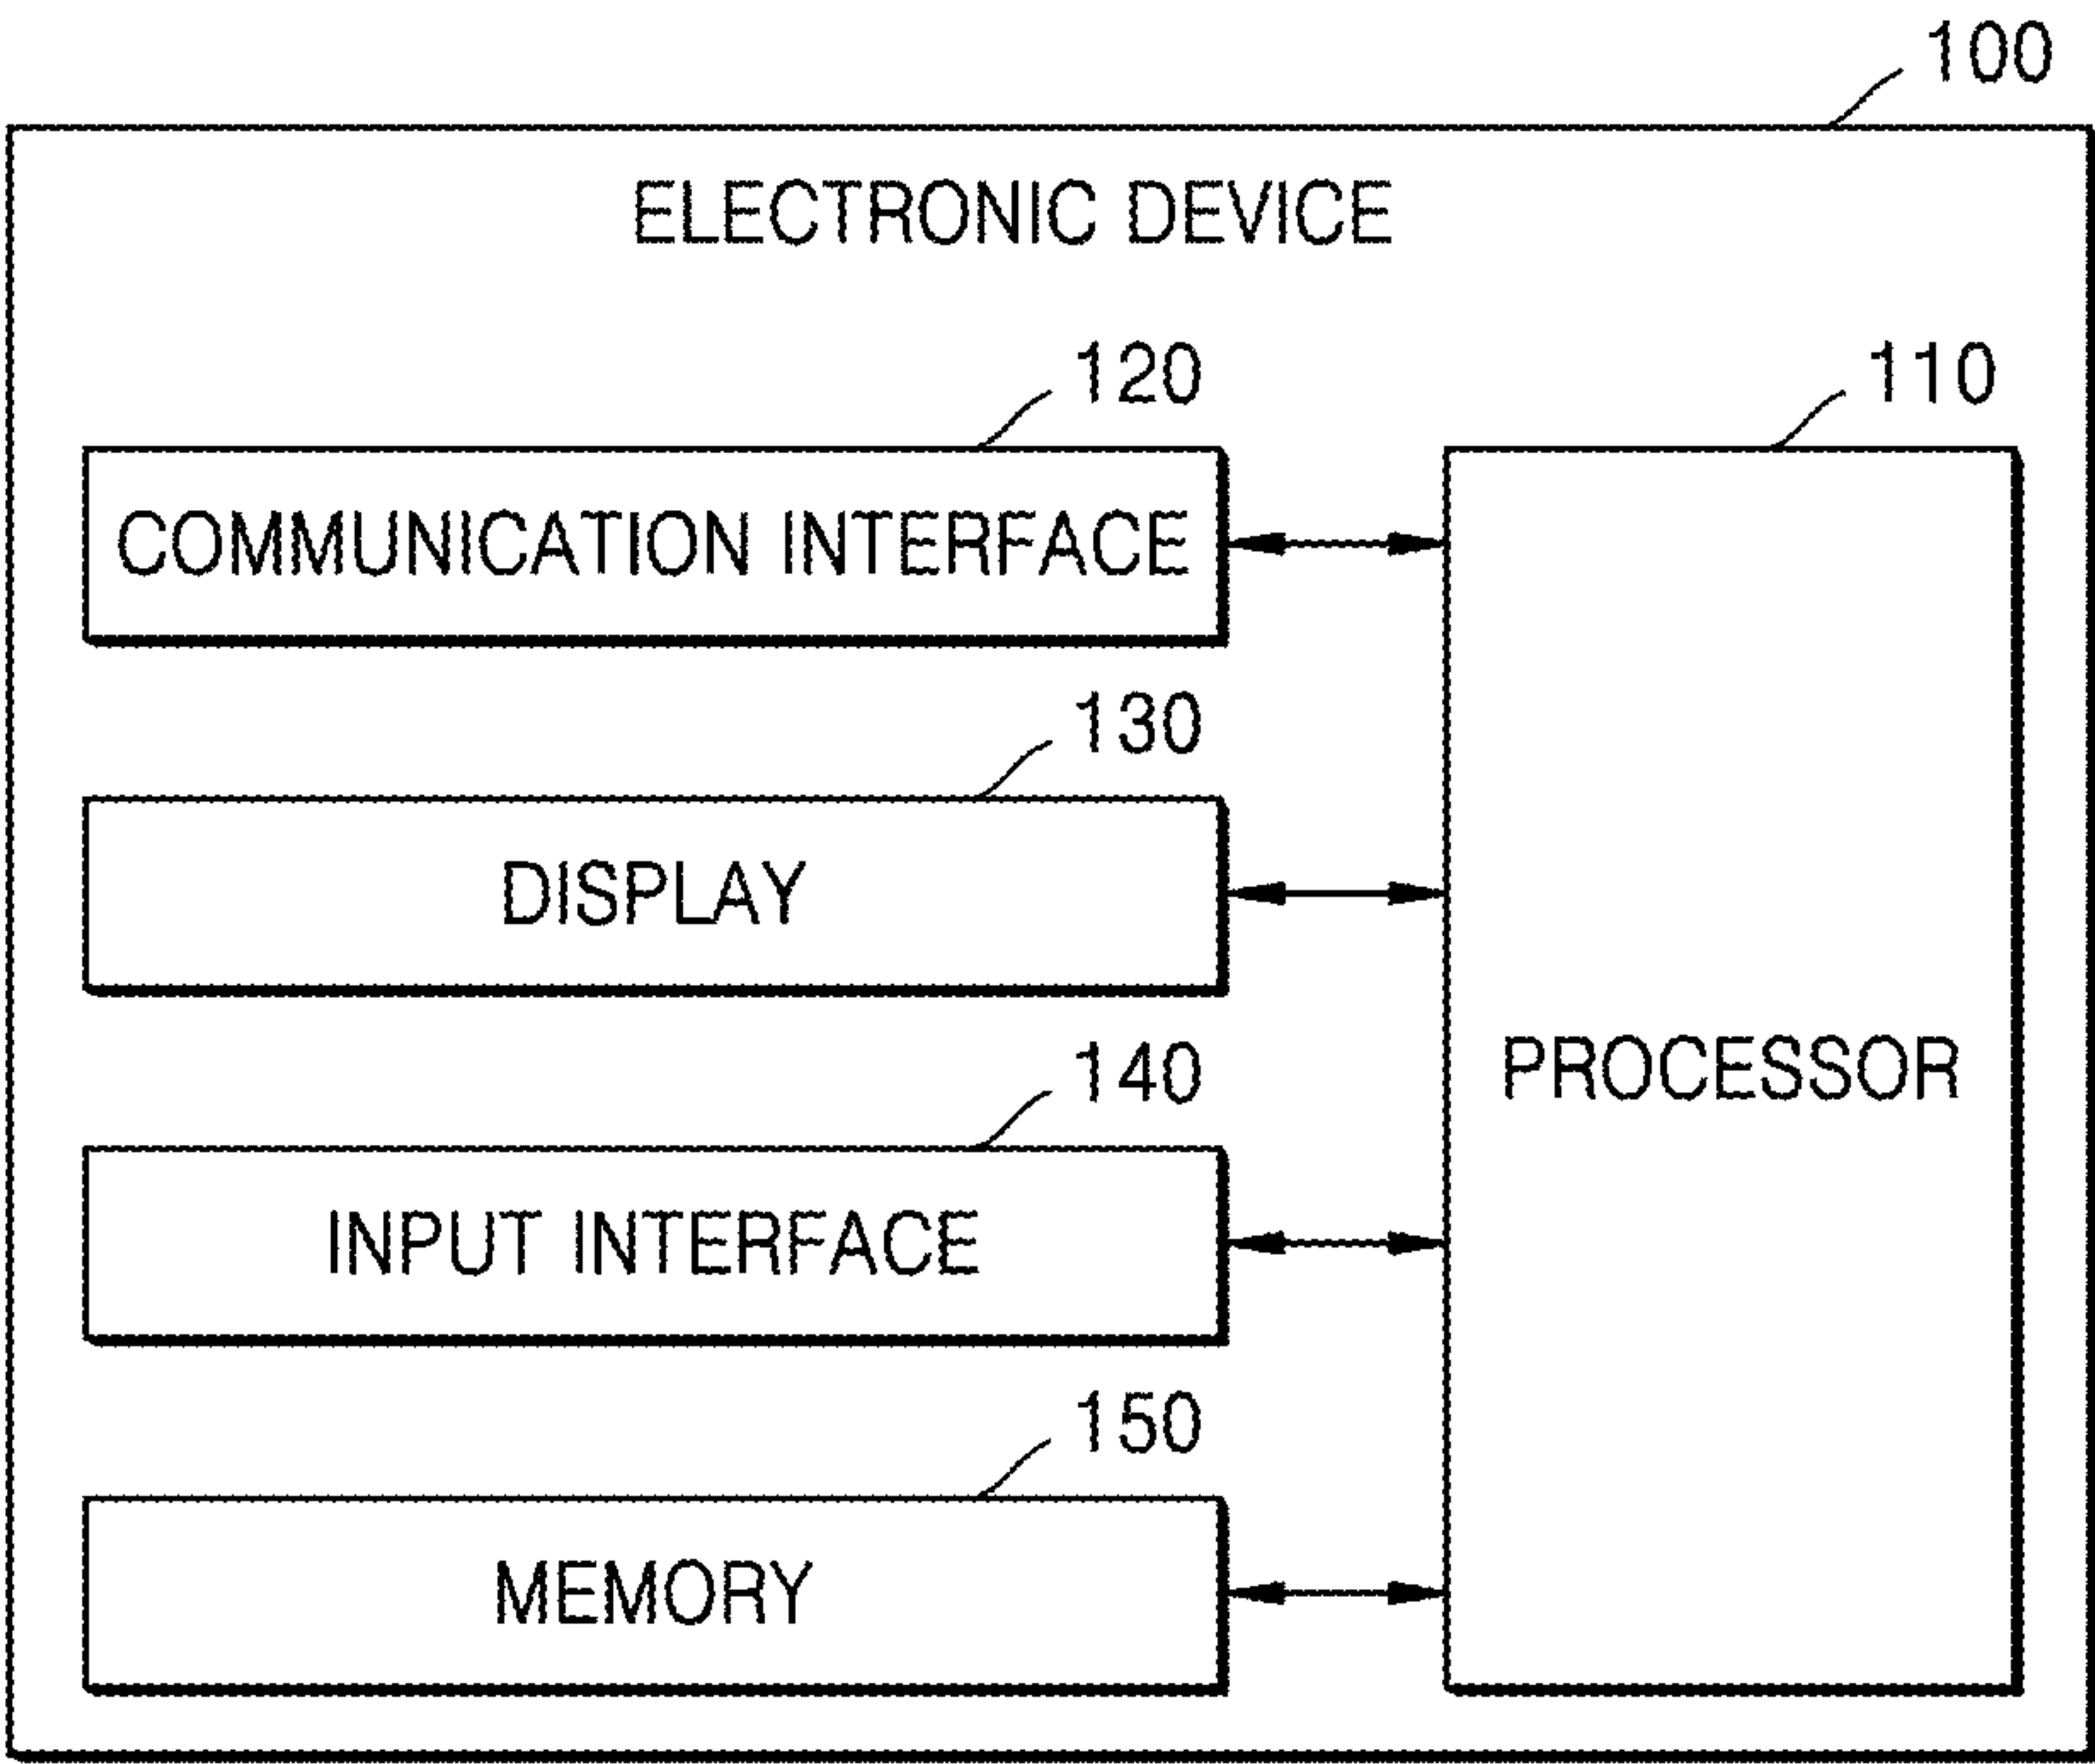 100
ELECTRONIC DEVICE
120
110
COMMUNICATION INTERFACE
130
DISPLAY
PROCESSOR
140
INPUT INTERFACE
150
MEMORY